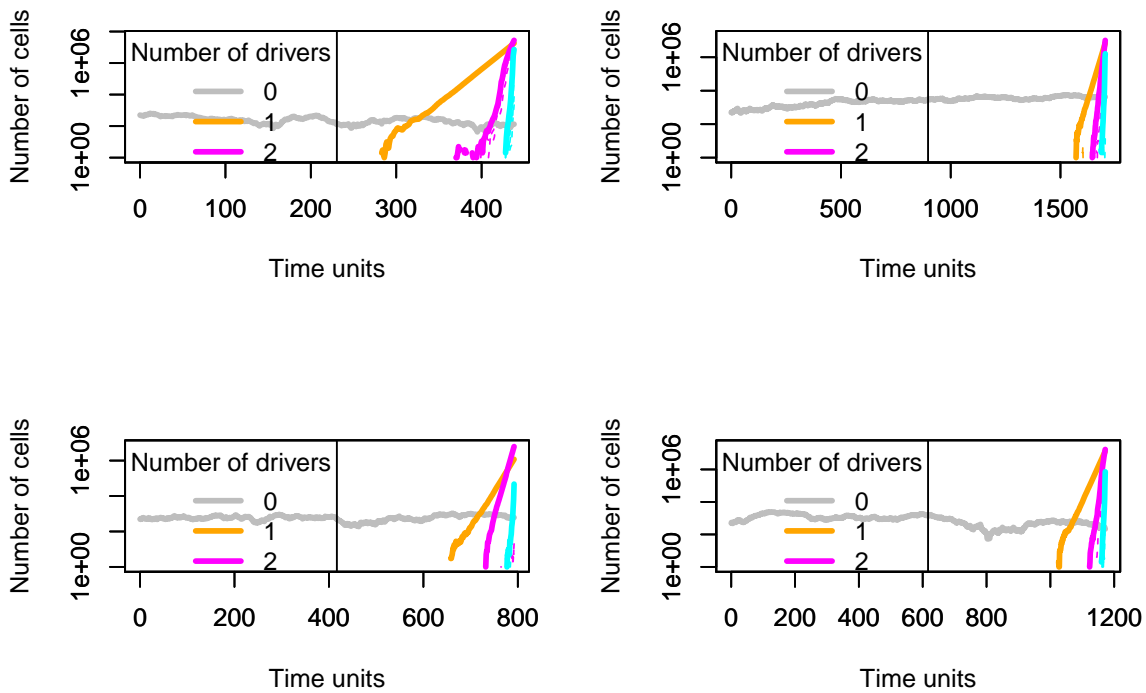 Number of cells
1e+06
1e+00
Number of drivers
0
1
2
0 100 200 300 400
Time units
Number of cells
1e+06
1e+00
Number of drivers
0
1
2
0 500 1000 1500
Time units
Number of cells
1e+06
1e+00
Number of drivers
0
1
2
0 200 400 600 800
Time units
Number of cells
1e+06
1e+00
Number of drivers
0
1
2
0 200 400 600 800 1200
Time units